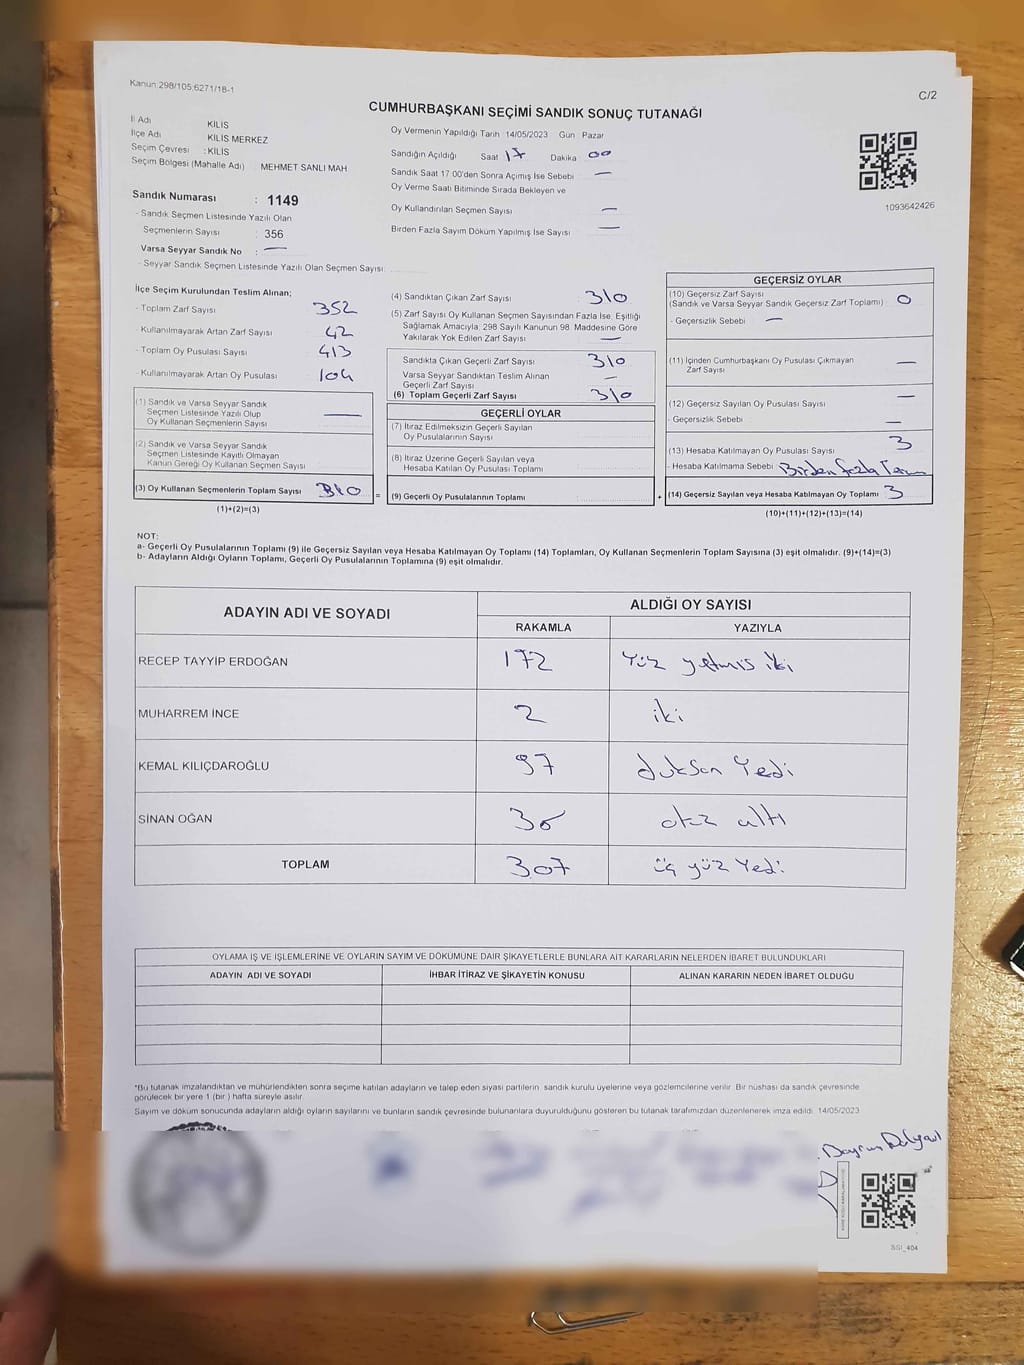 Kanun:298/105;6271/18-1
C/2
CUMHURBAŞKANI SEÇİMİ SANDIK SONUÇ TUTANAĞI
İl Adı KİLİS
İlçe Adı KİLİS MERKEZ
Seçim Çevresi : KİLİS
Seçim Bölgesi (Mahalle Adı) MEHMET SANLI MAH
Sandık Numarası : 1149
- Sandık Seçmen Listesinde Yazılı Olan
Seçmenlerin Sayısı : 356
Varsa Seyyar Sandık No : —
- Seyyar Sandık Seçmen Listesinde Yazılı Olan Seçmen Sayısı:
Oy Vermenin Yapıldığı Tarih 14/05/2023 Gün Pazar
Sandığın Açıldığı Saat 17 Dakika 00
Sandık Saat 17 00'den Sonra Açımış İse Sebebi —
Oy Verme Saati Bitiminde Sırada Bekleyen ve
Oy Kullandırılan Seçmen Sayısı —
Birden Fazla Sayım Döküm Yapılmış İse Sayısı —
1093642426
İlçe Seçim Kurulundan Teslim Alınan;
- Toplam Zarf Sayısı 352
- Kullanılmayarak Artan Zarf Sayısı 42
- Toplam Oy Pusulası Sayısı 413
- Kullanılmayarak Artan Oy Pusulası 104
(1) Sandık ve Varsa Seyyar Sandık
Seçmen Listesinde Yazılı Olup
Oy Kullanan Seçmenlerin Sayısı —
(2) Sandık ve Varsa Seyyar Sandık
Seçmen Listesinde Kayıtlı Olmayan
Kanun Gereği Oy Kullanan Seçmen Sayısı
(3) Oy Kullanan Seçmenlerin Toplam Sayısı 310 =
(1)+(2)=(3)
(4) Sandıktan Çıkan Zarf Sayısı 310
(5) Zarf Sayısı Oy Kullanan Seçmen Sayısından Fazla İse, Eşitliği
Sağlamak Amacıyla; 298 Sayılı Kanunun 98. Maddesine Göre
Yakılarak Yok Edilen Zarf Sayısı —
Sandıkta Çıkan Geçerli Zarf Sayısı 310
Varsa Seyyar Sandıktan Teslim Alınan
Geçerli Zarf Sayısı —
(6) Toplam Geçerli Zarf Sayısı 310
GEÇERLİ OYLAR
(7) İtiraz Edilmeksizin Geçerli Sayılan
Oy Pusulalarının Sayısı
(8) İtiraz Üzerine Geçerli Sayılan veya
Hesaba Katılan Oy Pusulası Toplamı
(9) Geçerli Oy Pusulalarının Toplamı +
GEÇERSİZ OYLAR
(10) Geçersiz Zarf Sayısı
(Sandık ve Varsa Seyyar Sandık Geçersiz Zarf Toplamı) 0
- Geçersizlik Sebebi —
(11) İçinden Cumhurbaşkanı Oy Pusulası Çıkmayan
Zarf Sayısı —
(12) Geçersiz Sayılan Oy Pusulası Sayısı —
- Geçersizlik Sebebi —
(13) Hesaba Katılmayan Oy Pusulası Sayısı 3
- Hesaba Katılmama Sebebi Birden fazla
(14) Geçersiz Sayılan veya Hesaba Katılmayan Oy Toplamı 3
(10)+(11)+(12)+(13)=(14)
NOT:
a- Geçerli Oy Pusulalarının Toplamı (9) ile Geçersiz Sayılan veya Hesaba Katılmayan Oy Toplamı (14) Toplamları, Oy Kullanan Seçmenlerin Toplam Sayısına (3) eşit olmalıdır. (9)+(14)=(3)
b- Adayların Aldığı Oyların Toplamı, Geçerli Oy Pusulalarının Toplamına (9) eşit olmalıdır.
ADAYIN ADI VE SOYADI ALDIĞI OY SAYISI
RAKAMLA YAZIYLA
RECEP TAYYİP ERDOĞAN 172 Yüz yetmis iki
MUHARREM İNCE 2 iki
KEMAL KILIÇDAROĞLU 97 duksan Yedi
SİNAN OĞAN 36 otuz altı
TOPLAM 307 üç yüz Yedi
OYLAMA İŞ VE İŞLEMLERİNE VE OYLARIN SAYIM VE DÖKÜMÜNE DAİR ŞİKAYETLERLE BUNLARA AİT KARARLARIN NELERDEN İBARET BULUNDUKLARI
ADAYIN ADI VE SOYADI İHBAR İTİRAZ VE ŞİKAYETİN KONUSU ALINAN KARARIN NEDEN İBARET OLDUĞU
*Bu tutanak imzalandıktan ve mühürlendikten sonra seçime katılan adayların ve talep eden siyasi partilerin, sandık kurulu üyelerine veya gözlemcilerine verilir. Bir nüshası da sandık çevresinde
görülecek bir yere 1 (bir ) hafta süreyle asılır.
Sayım ve döküm sonucunda adayların aldığı oyların sayılarını ve bunların sandık çevresinde bulunanlara duyurulduğunu gösteren bu tutanak tarafımızdan düzenlenerek imza edildi. 14/05/2023
SSI_404